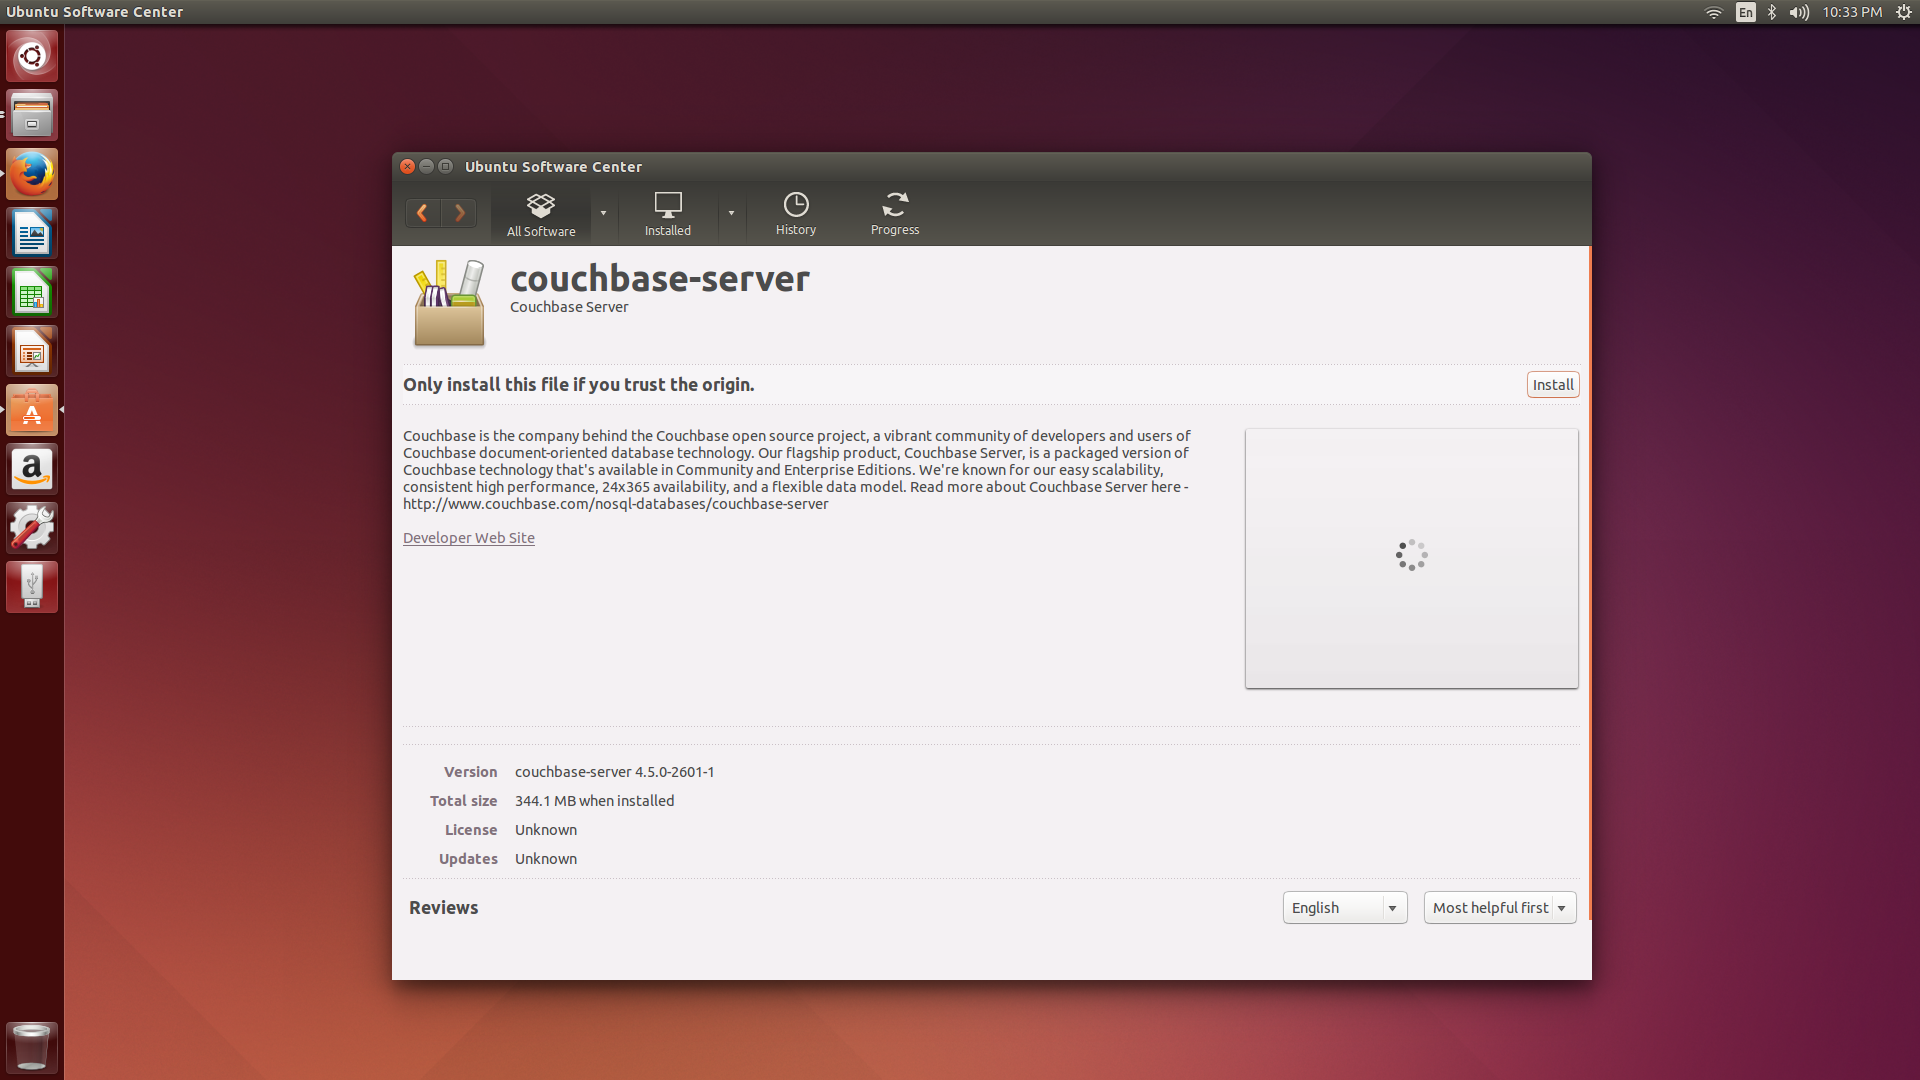 Ubuntu Software Center
En
10:33 PM
Ubuntu Software Center
All Software
Installed
History
Progress
couchbase-server
Couchbase Server
Only install this file if you trust the origin.
Install
Couchbase is the company behind the Couchbase open source project, a vibrant community of developers and users of
Couchbase document-oriented database technology. Our flagship product, Couchbase Server, is a packaged version of
Couchbase technology that's available in Community and Enterprise Editions. We're known for our easy scalability,
consistent high performance, 24x365 availability, and a flexible data model. Read more about Couchbase Server here -
http://www.couchbase.com/nosql-databases/couchbase-server
Developer Web Site
Version couchbase-server 4.5.0-2601-1
Total size 344.1 MB when installed
License Unknown
Updates Unknown
Reviews
English
Most helpful first